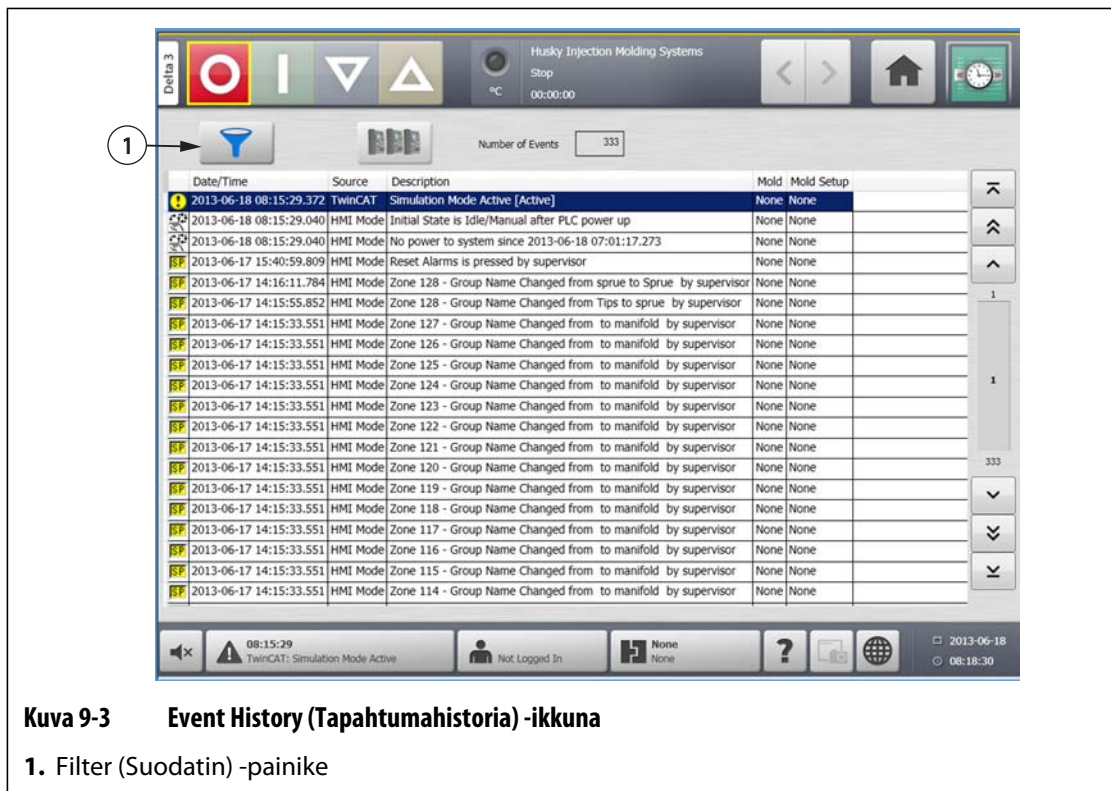 Delta 3
Husky Injection Molding Systems
Stop
°C
00:00:00
1
Number of Events 333
Date/Time Source Description Mold Mold Setup
2013-06-18 08:15:29.372 TwinCAT Simulation Mode Active [Active] None None
2013-06-18 08:15:29.040 HMI Mode Initial State is Idle/Manual after PLC power up None None
2013-06-18 08:15:29.040 HMI Mode No power to system since 2013-06-18 07:01:17.273 None None
SP 2013-06-17 15:40:59.809 HMI Mode Reset Alarms is pressed by supervisor None None
SP 2013-06-17 14:16:11.784 HMI Mode Zone 128 - Group Name Changed from sprue to Sprue by supervisor None None
SP 2013-06-17 14:15:55.852 HMI Mode Zone 128 - Group Name Changed from Tips to sprue by supervisor None None
SP 2013-06-17 14:15:33.551 HMI Mode Zone 127 - Group Name Changed from to manifold by supervisor None None
SP 2013-06-17 14:15:33.551 HMI Mode Zone 126 - Group Name Changed from to manifold by supervisor None None
SP 2013-06-17 14:15:33.551 HMI Mode Zone 125 - Group Name Changed from to manifold by supervisor None None
SP 2013-06-17 14:15:33.551 HMI Mode Zone 124 - Group Name Changed from to manifold by supervisor None None
SP 2013-06-17 14:15:33.551 HMI Mode Zone 123 - Group Name Changed from to manifold by supervisor None None
SP 2013-06-17 14:15:33.551 HMI Mode Zone 122 - Group Name Changed from to manifold by supervisor None None
SP 2013-06-17 14:15:33.551 HMI Mode Zone 121 - Group Name Changed from to manifold by supervisor None None
SP 2013-06-17 14:15:33.551 HMI Mode Zone 120 - Group Name Changed from to manifold by supervisor None None
SP 2013-06-17 14:15:33.551 HMI Mode Zone 119 - Group Name Changed from to manifold by supervisor None None
SP 2013-06-17 14:15:33.551 HMI Mode Zone 118 - Group Name Changed from to manifold by supervisor None None
SP 2013-06-17 14:15:33.551 HMI Mode Zone 117 - Group Name Changed from to manifold by supervisor None None
SP 2013-06-17 14:15:33.551 HMI Mode Zone 116 - Group Name Changed from to manifold by supervisor None None
SP 2013-06-17 14:15:33.551 HMI Mode Zone 115 - Group Name Changed from to manifold by supervisor None None
SP 2013-06-17 14:15:33.551 HMI Mode Zone 114 - Group Name Changed from to manifold by supervisor None None
1
1
333
08:15:29
TwinCAT: Simulation Mode Active
Not Logged In
None
None
?
2013-06-18
08:18:30
Kuva 9-3 Event History (Tapahtumahistoria) -ikkuna
1. Filter (Suodatin) -painike